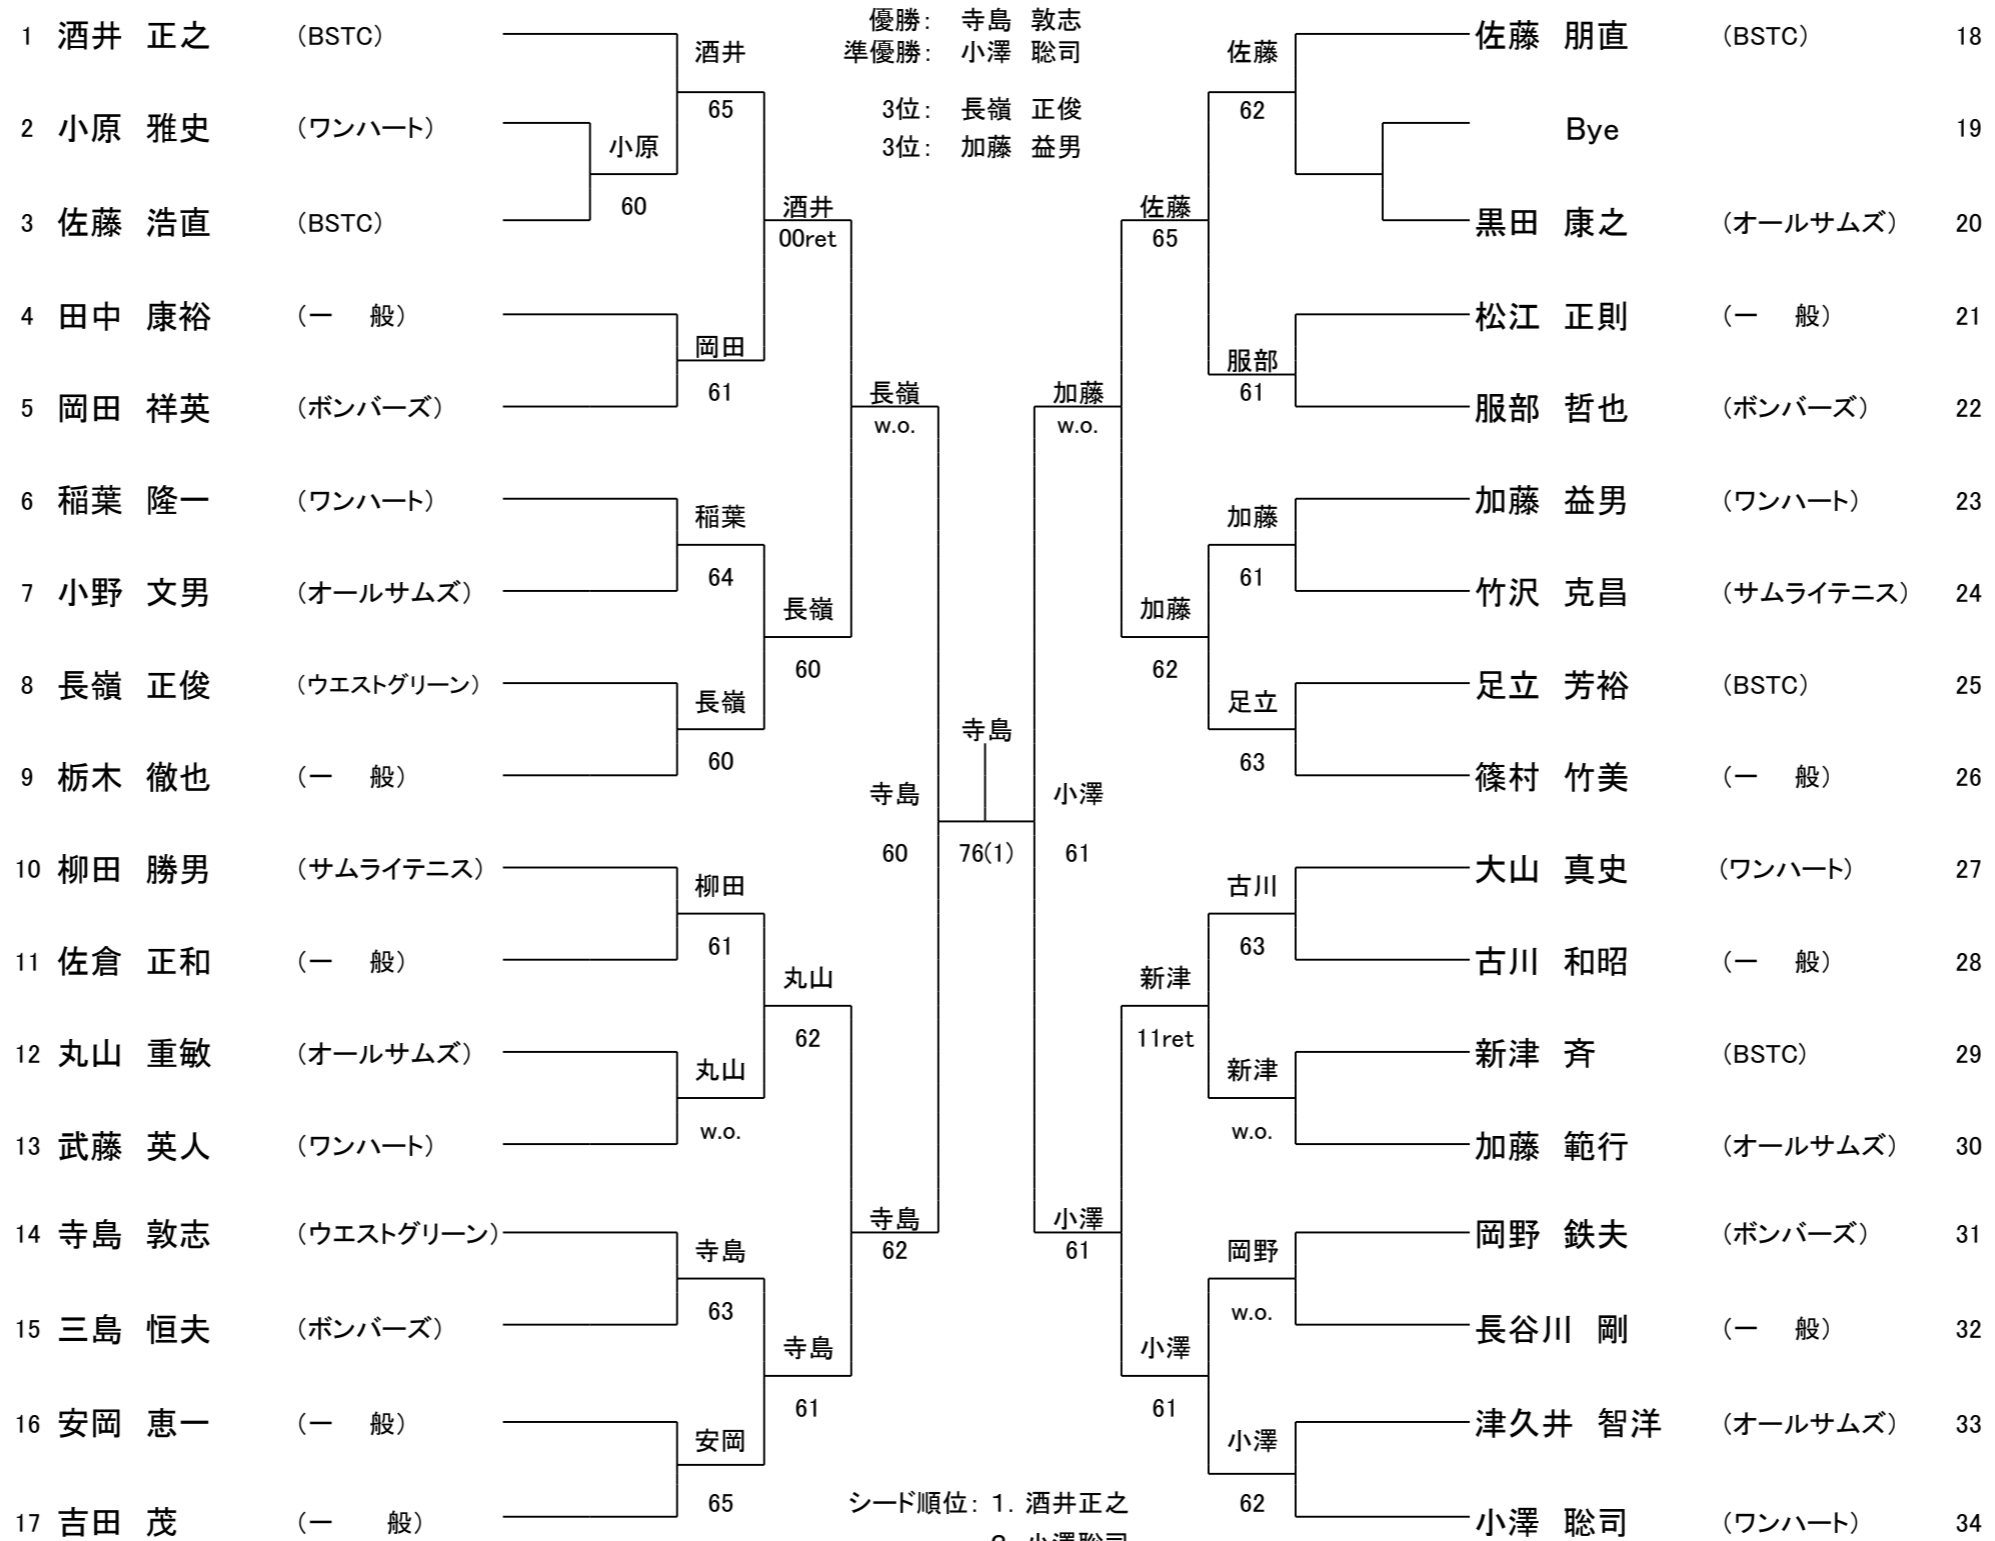 優勝： 寺島 敦志
準優勝： 小澤 聡司
3位： 長嶺 正俊
3位： 加藤 益男
1 酒井 正之 (BSTC)
2 小原 雅史 (ワンハート)
3 佐藤 浩直 (BSTC)
4 田中 康裕 (一 般)
5 岡田 祥英 (ボンバーズ)
6 稲葉 隆一 (ワンハート)
7 小野 文男 (オールサムズ)
8 長嶺 正俊 (ウエストグリーン)
9 栃木 徹也 (一 般)
10 柳田 勝男 (サムライテニス)
11 佐倉 正和 (一 般)
12 丸山 重敏 (オールサムズ)
13 武藤 英人 (ワンハート)
14 寺島 敦志 (ウエストグリーン)
15 三島 恒夫 (ボンバーズ)
16 安岡 恵一 (一 般)
17 吉田 茂 (一 般)
小原
60
酒井
65
岡田
61
稲葉
64
長嶺
60
柳田
61
丸山
w.o.
寺島
63
安岡
65
酒井
00ret
長嶺
60
丸山
62
寺島
61
長嶺
w.o.
寺島
62
寺島
60
寺島
76(1)
小澤
61
加藤
w.o.
小澤
61
佐藤
65
加藤
62
新津
11ret
小澤
61
佐藤
62
服部
61
加藤
61
足立
63
古川
63
新津
w.o.
岡野
w.o.
小澤
62
佐藤 朋直 (BSTC) 18
Bye 19
黒田 康之 (オールサムズ) 20
松江 正則 (一 般) 21
服部 哲也 (ボンバーズ) 22
加藤 益男 (ワンハート) 23
竹沢 克昌 (サムライテニス) 24
足立 芳裕 (BSTC) 25
篠村 竹美 (一 般) 26
大山 真史 (ワンハート) 27
古川 和昭 (一 般) 28
新津 斉 (BSTC) 29
加藤 範行 (オールサムズ) 30
岡野 鉄夫 (ボンバーズ) 31
長谷川 剛 (一 般) 32
津久井 智洋 (オールサムズ) 33
小澤 聡司 (ワンハート) 34
シード順位： 1. 酒井正之